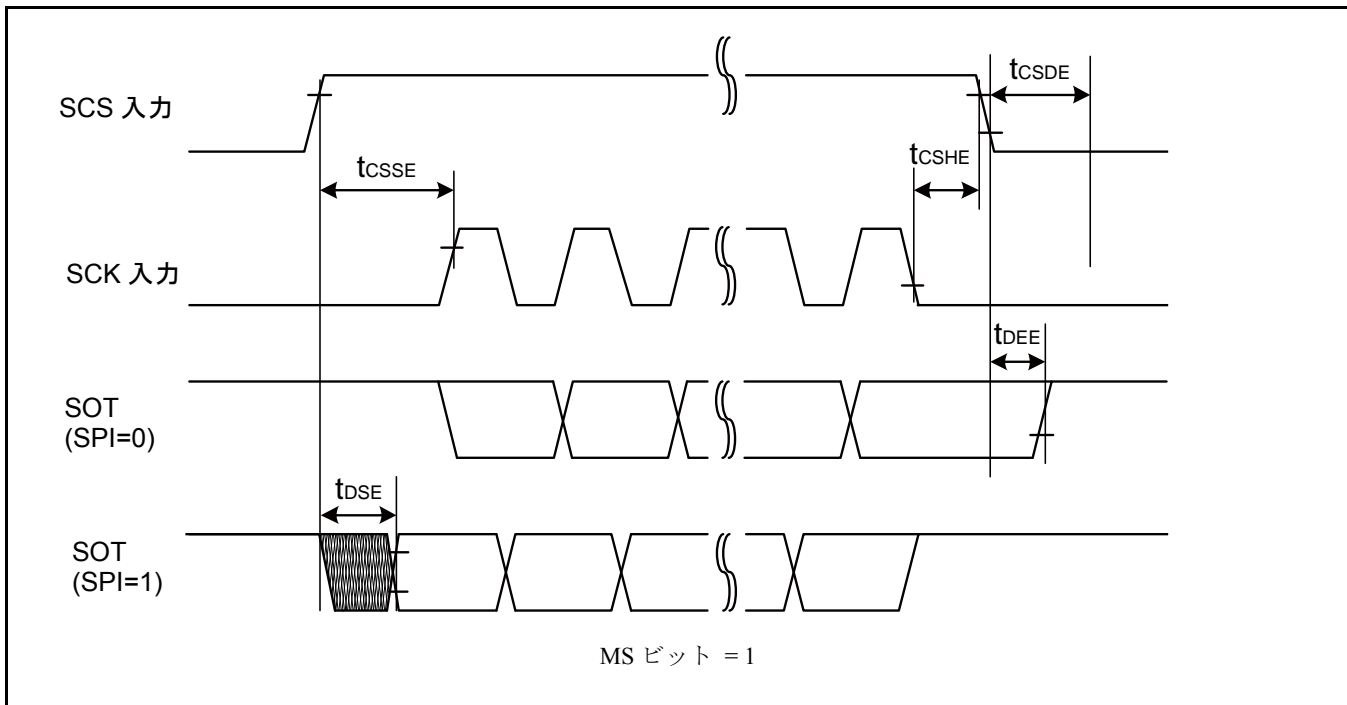 SCS 入力
tCSDE
tCSHE
tCSSE
SCK 入力
tDEE
SOT
(SPI=0)
tDSE
SOT
(SPI=1)
MS ビット = 1